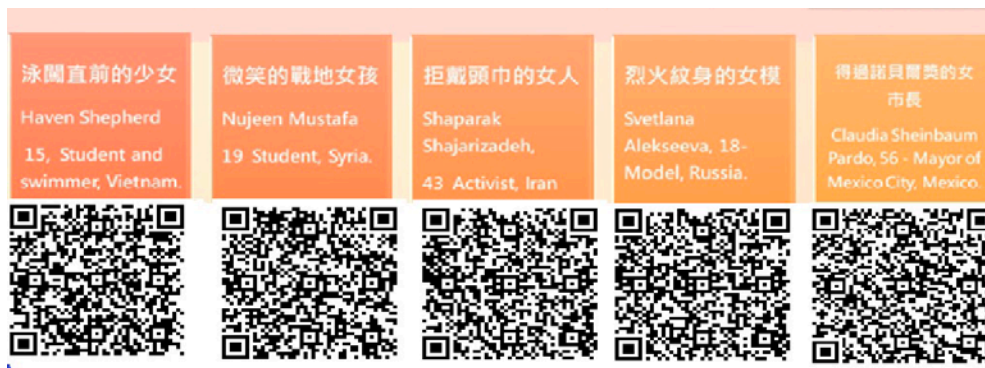 泳闖直前的少女
Haven Shepherd
15, Student and
swimmer, Vietnam.
微笑的戰地女孩
Nujeen Mustafa
19 Student, Syria.
拒戴頭巾的女人
Shaparak
Shajarizadeh,
43 Activist, Iran
烈火紋身的女模
Svetlana
Alekseeva, 18-
Model, Russia.
得過諾貝爾獎的女
市長
Claudia Sheinbaum
Pardo, 56 - Mayor of
Mexico City, Mexico.